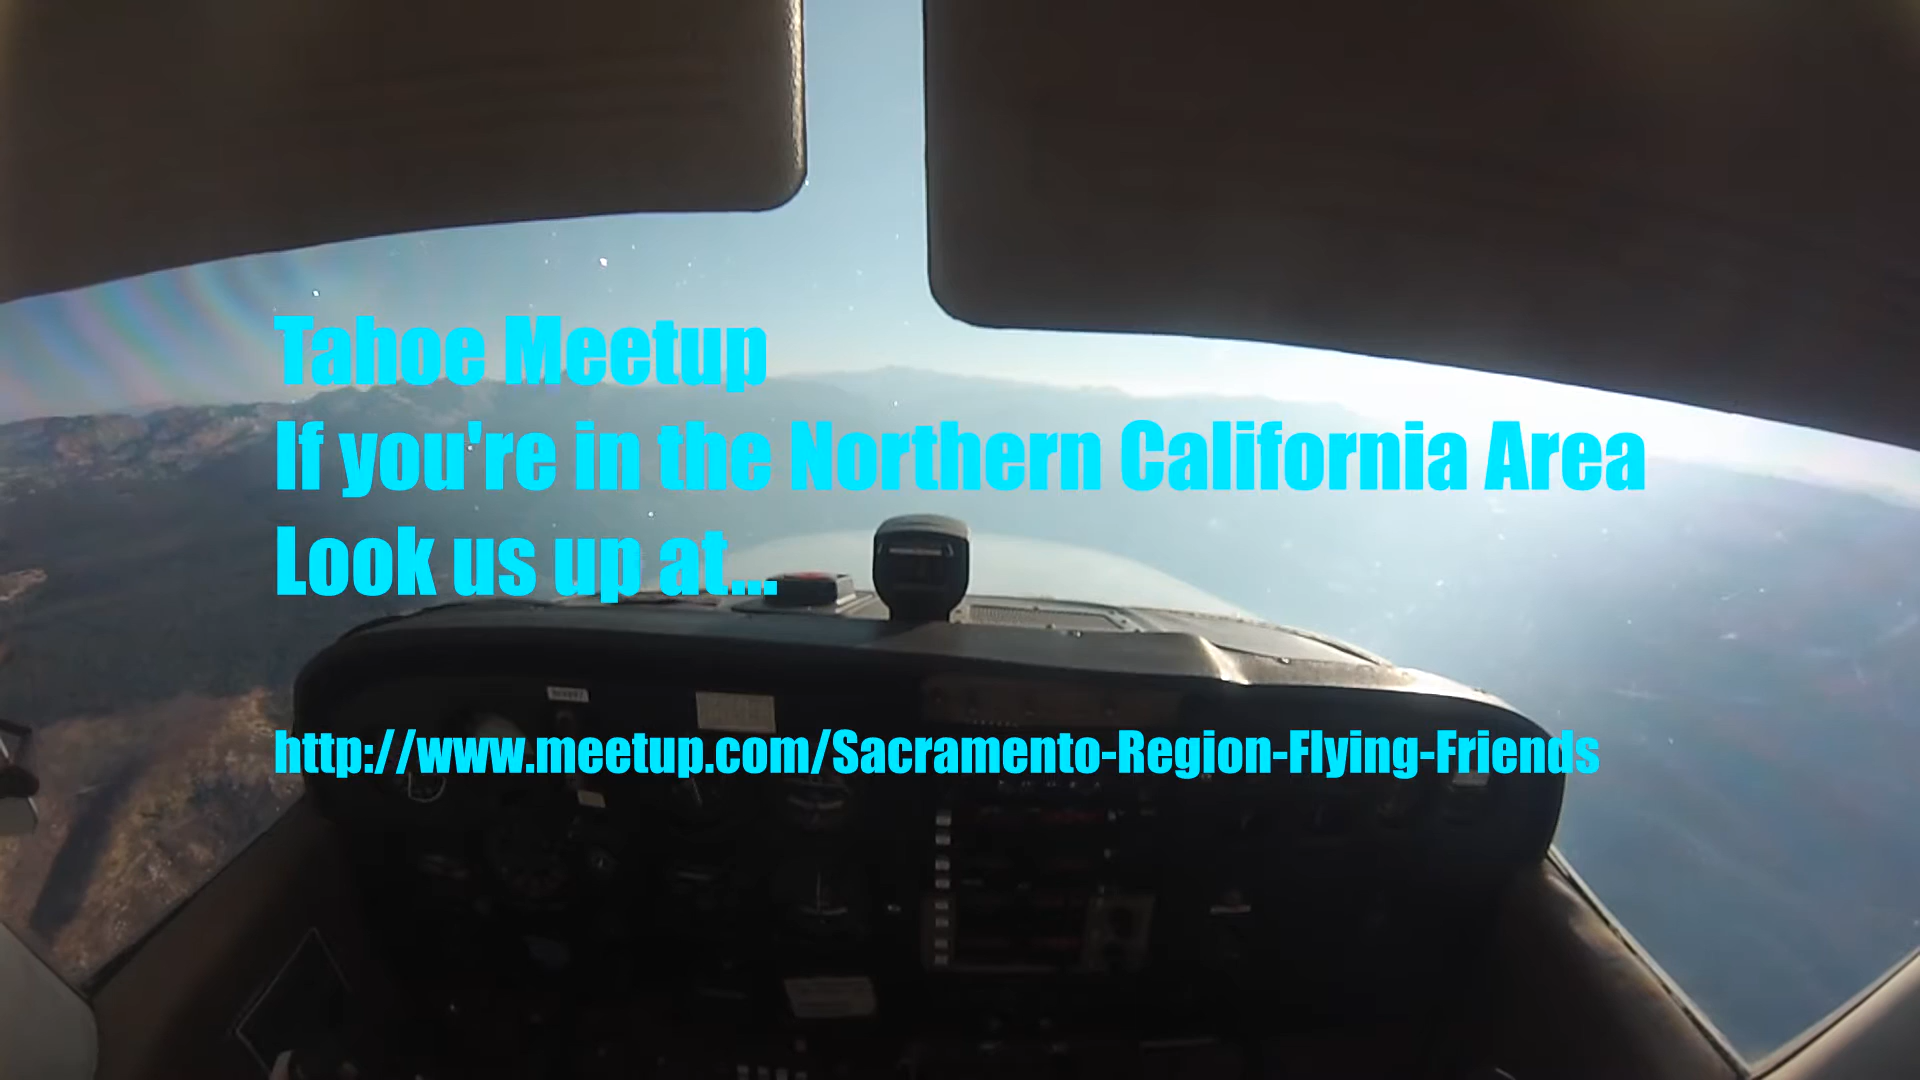 Tahoe Meetup
If you're in the Northern California Area
Look us up at...
http://www.meetup.com/Sacramento-Region-Flying-Friends